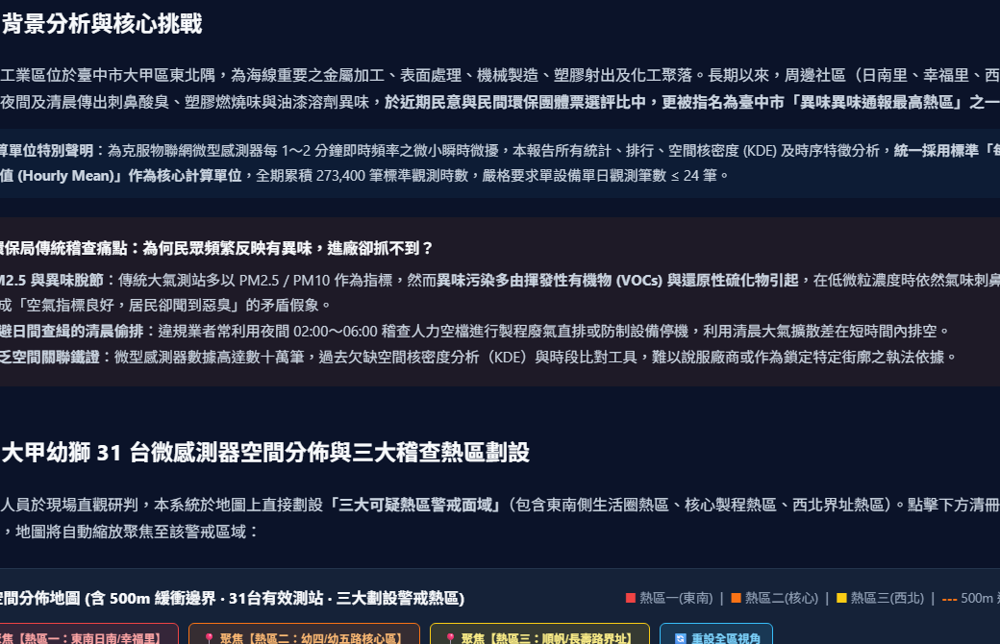 背景分析與核心挑戰
工業區位於臺中市大甲區東北隅，為海線重要之金屬加工、表面處理、機械製造、塑膠射出及化工聚落。長期以來，周邊社區（日南里、幸福里、西
夜間及清晨傳出刺鼻酸臭、塑膠燃燒味與油漆溶劑異味，於近期民意與民間環保團體票選評比中，更被指名為臺中市「異味異味通報最高熱區」之一
算單位特別聲明：為克服物聯網微型感測器每 1～2 分鐘即時頻率之微小瞬時微擾，本報告所有統計、排行、空間核密度 (KDE) 及時序特徵分析，統一採用標準「每
值 (Hourly Mean)」作為核心計算單位，全期累積 273,400 筆標準觀測時數，嚴格要求單設備單日觀測筆數 ≤ 24 筆。
環保局傳統稽查痛點：為何民眾頻繁反映有異味，進廠卻抓不到？
M2.5 與異味脫節：傳統大氣測站多以 PM2.5 / PM10 作為指標，然而異味污染多由揮發性有機物 (VOCs) 與還原性硫化物引起，在低微粒濃度時依然氣味刺鼻
成「空氣指標良好，居民卻聞到惡臭」的矛盾假象。
避日間查緝的清晨偷排：違規業者常利用夜間 02:00～06:00 稽查人力空檔進行製程廢氣直排或防制設備停機，利用清晨大氣擴散差在短時間內排空。
乏空間關聯鐵證：微型感測器數據高達數十萬筆，過去欠缺空間核密度分析（KDE）與時段比對工具，難以說服廠商或作為鎖定特定街廓之執法依據。
大甲幼獅 31 台微感測器空間分佈與三大稽查熱區劃設
人員於現場直觀研判，本系統於地圖上直接劃設「三大可疑熱區警戒面域」（包含東南側生活圈熱區、核心製程熱區、西北界址熱區）。點擊下方清冊
，地圖將自動縮放聚焦至該警戒區域：
空間分佈地圖 (含 500m 緩衝邊界 · 31台有效測站 · 三大劃設警戒熱區)
熱區一(東南) | 熱區二(核心) | 熱區三(西北) | 500m
焦【熱區一：東南日南/幸福里】
聚焦【熱區二：幼四/幼五路核心區】
聚焦【熱區三：順帆/長壽路界址】
重設全區視角